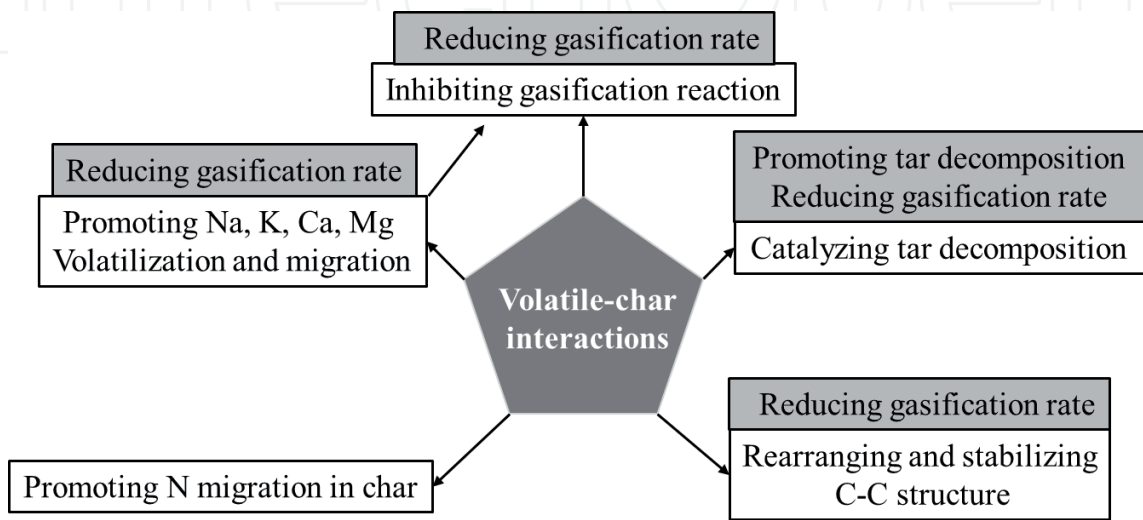 Reducing gasification rate
Inhibiting gasification reaction
Reducing gasification rate
Promoting Na, K, Ca, Mg
Volatilization and migration
Promoting tar decomposition
Reducing gasification rate
Catalyzing tar decomposition
Volatile-char
interactions
Reducing gasification rate
Rearranging and stabilizing
C-C structure
Promoting N migration in char